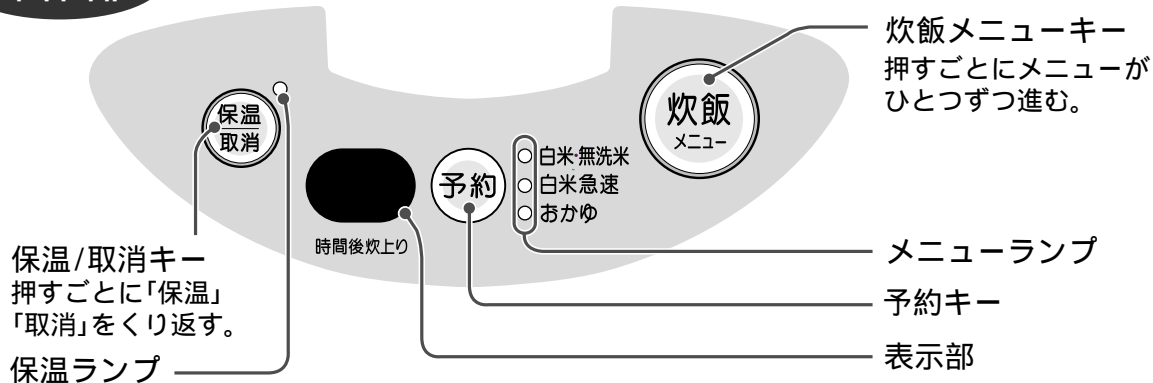 炊飯メニューキー
押すごとにメニューが
ひとつずつ進む。
保温
取消
炊飯
メニュー
予約
白米・無洗米
白米急速
おかゆ
時間後炊上り
保温/取消キー
押すごとに「保温」
「取消」をくり返す。
保温ランプ
メニューランプ
予約キー
表示部